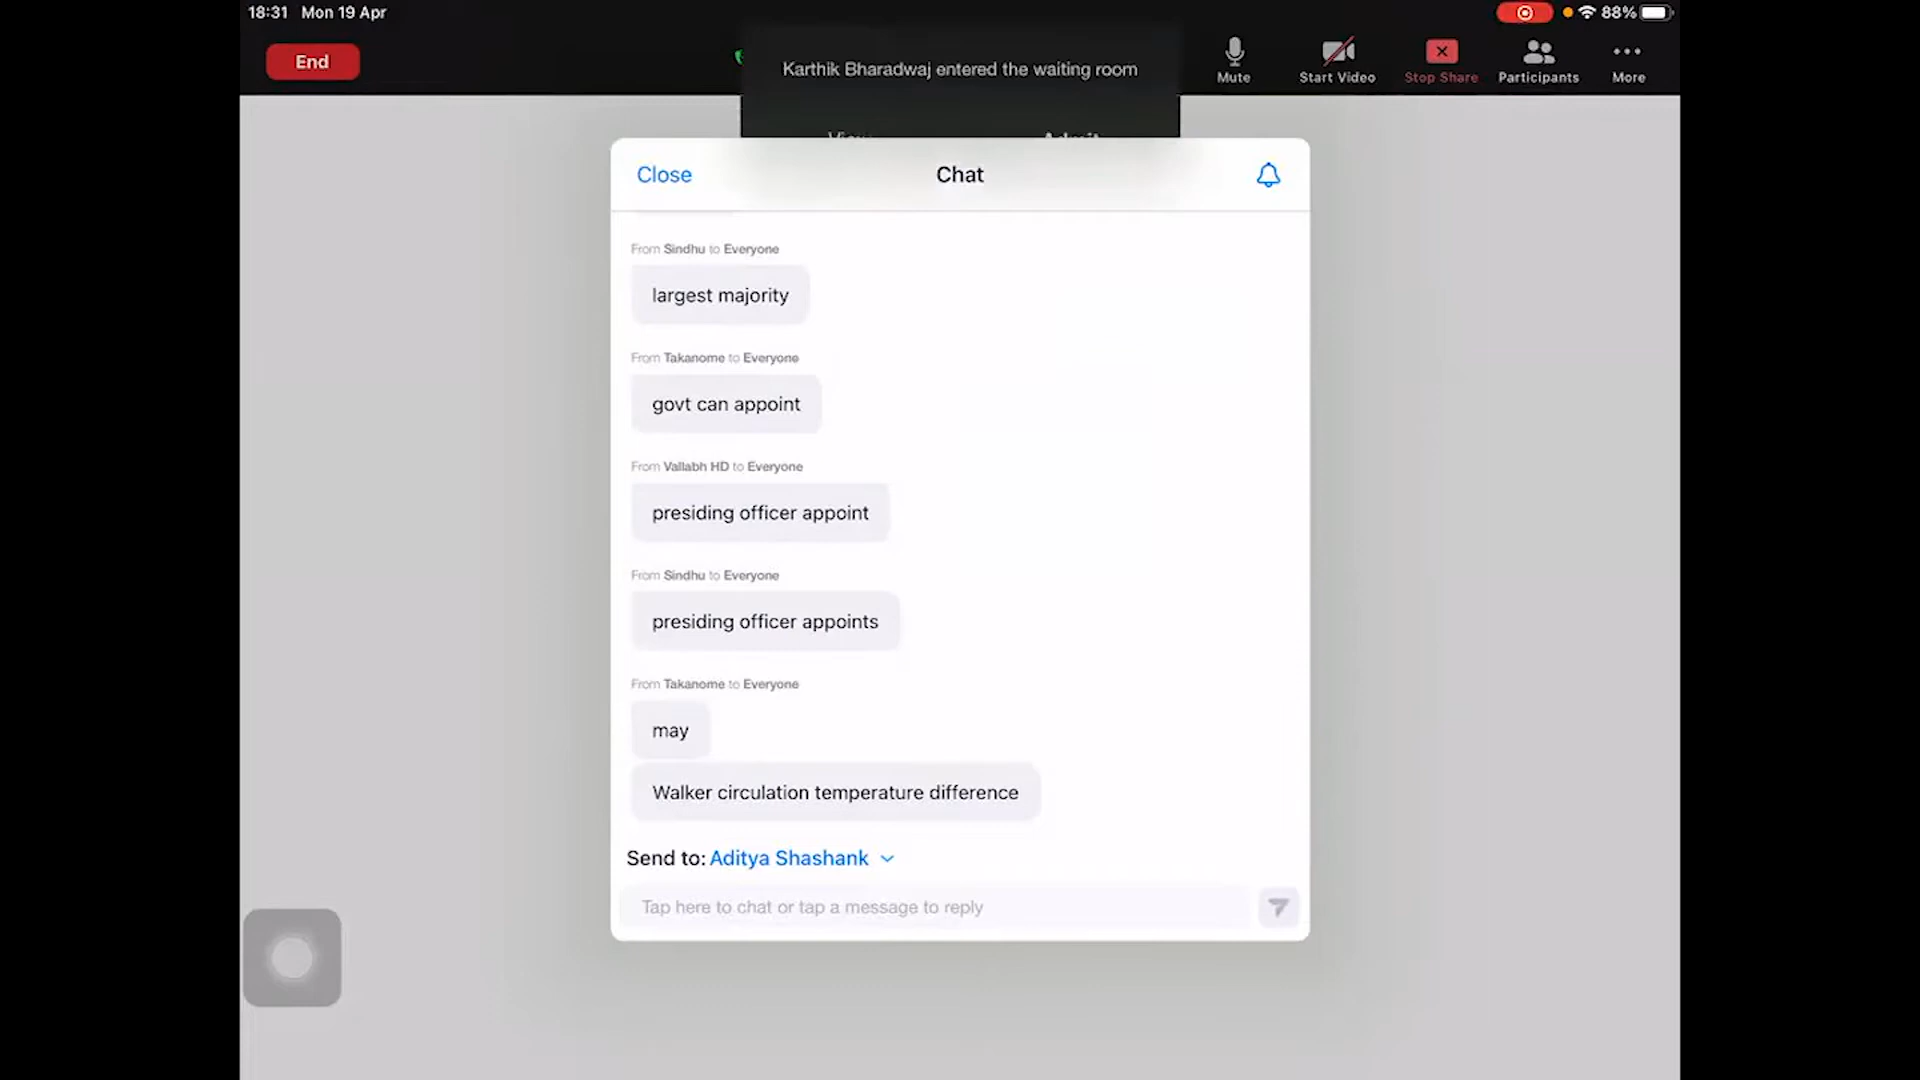 18:31 Mon 19 Apr
88%
End
Karthik Bharadwaj entered the waiting room
Mute
Start Video
Stop Share
Participants
More
View
Admit
Close
Chat
From Sindhu to Everyone
largest majority
From Takanome to Everyone
govt can appoint
From Vallabh HD to Everyone
presiding officer appoint
From Sindhu to Everyone
presiding officer appoints
From Takanome to Everyone
may
Walker circulation temperature difference
Send to: Aditya Shashank
Tap here to chat or tap a message to reply